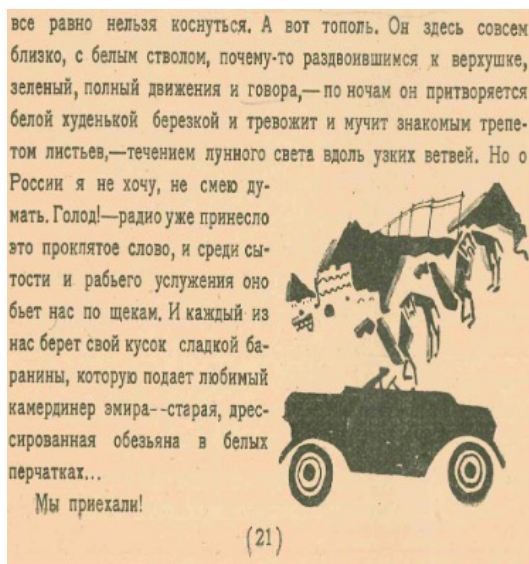 все равно нельзя коснуться. А вот тополь. Он здесь совсем
близко, с белым стволом, почему-то раздвоившимся к верхушке,
зеленый, полный движения и говора,—по ночам он притворяется
белой худенькой березкой и тревожит и мучит знакомым трепе-
том листьев,—течением лунного света вдоль узких ветвей. Но о
России я не хочу, не смею ду-
мать. Голод!—радио уже принесло
это проклятое слово, и среди сы-
тости и рабьего услужения оно
бьет нас по щекам. И каждый из
нас берет свой кусок сладкой ба-
ранины, которую подает любимый
камердинер эмира--старая, дрес-
сированная обезьяна в белых
перчатках...
Мы приехали!
(21)